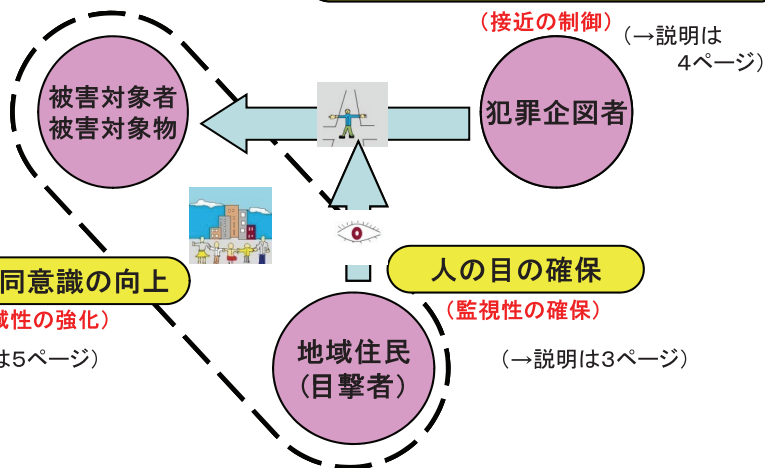 (接近の制御)
(→説明は
4ページ)
被害対象者
被害対象物
犯罪企図者
同意識の向上
性の強化)
は5ページ)
人の目の確保
(監視性の確保)
地域住民
(目撃者)
(→説明は3ページ)